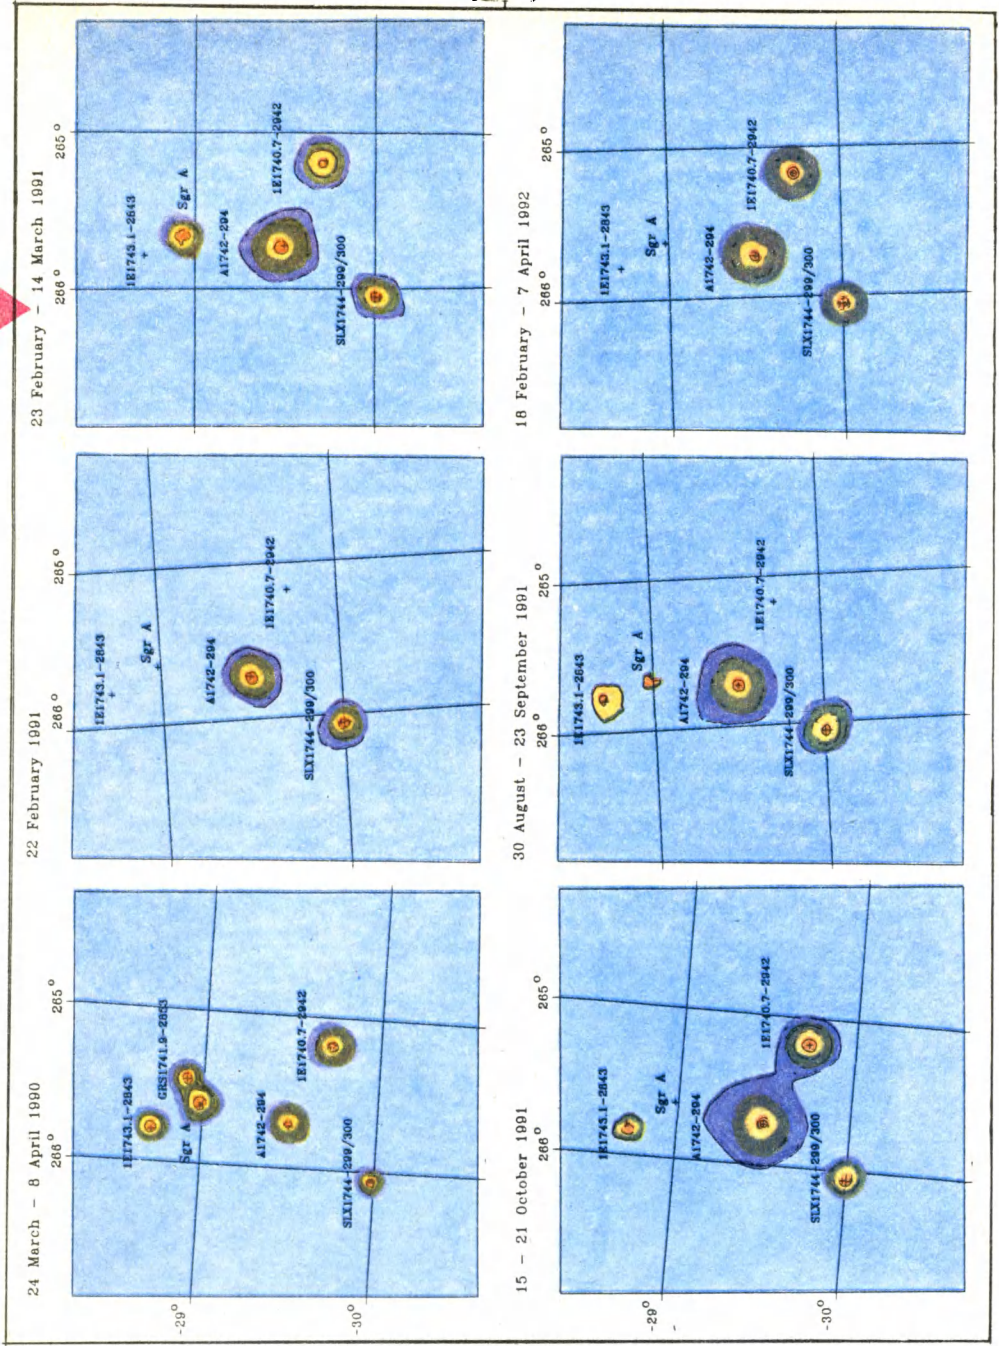 24 March – 8 April 1990
266° 265°
-29°
-30°
1E1743.1-2843
GRS1741.9-2853
Sgr A
A1742-294
1E1740.7-2942
SLX1744-299/300
22 February 1991
266° 265°
1E1743.1-2843
Sgr A
A1742-294
1E1740.7-2942
SLX1744-299/300
23 February – 14 March 1991
266° 265°
1E1743.1-2843
Sgr A
A1742-294
1E1740.7-2942
SLX1744-299/300
15 – 21 October 1991
266° 265°
-29°
-30°
1E1743.1-2843
Sgr A
A1742-294
1E1740.7-2942
SLX1744-299/300
30 August – 23 September 1991
266° 265°
1E1743.1-2843
Sgr A
A1742-294
1E1740.7-2942
SLX1744-299/300
18 February – 7 April 1992
266° 265°
1E1743.1-2843
Sgr A
A1742-294
1E1740.7-2942
SLX1744-299/300